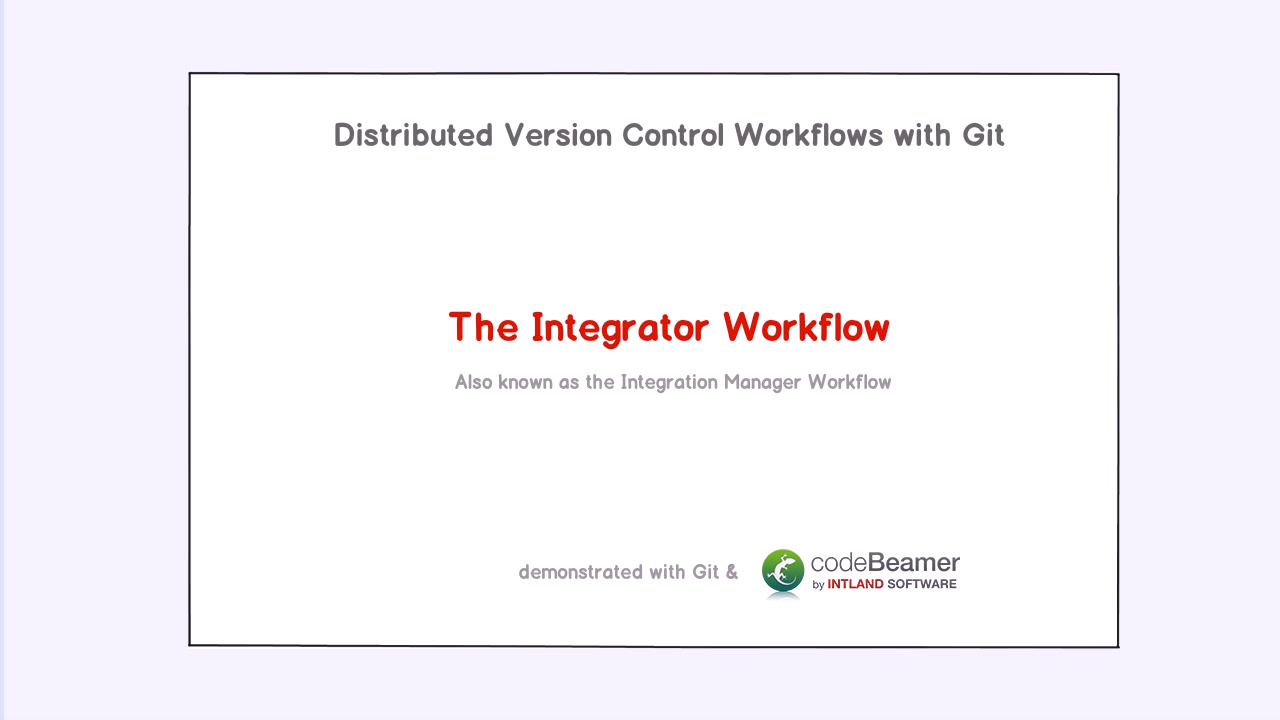 Distributed Version Control Workflows with Git
The Integrator Workflow
Also known as the Integration Manager Workflow
demonstrated with Git & codeBeamer
by INTLAND SOFTWARE